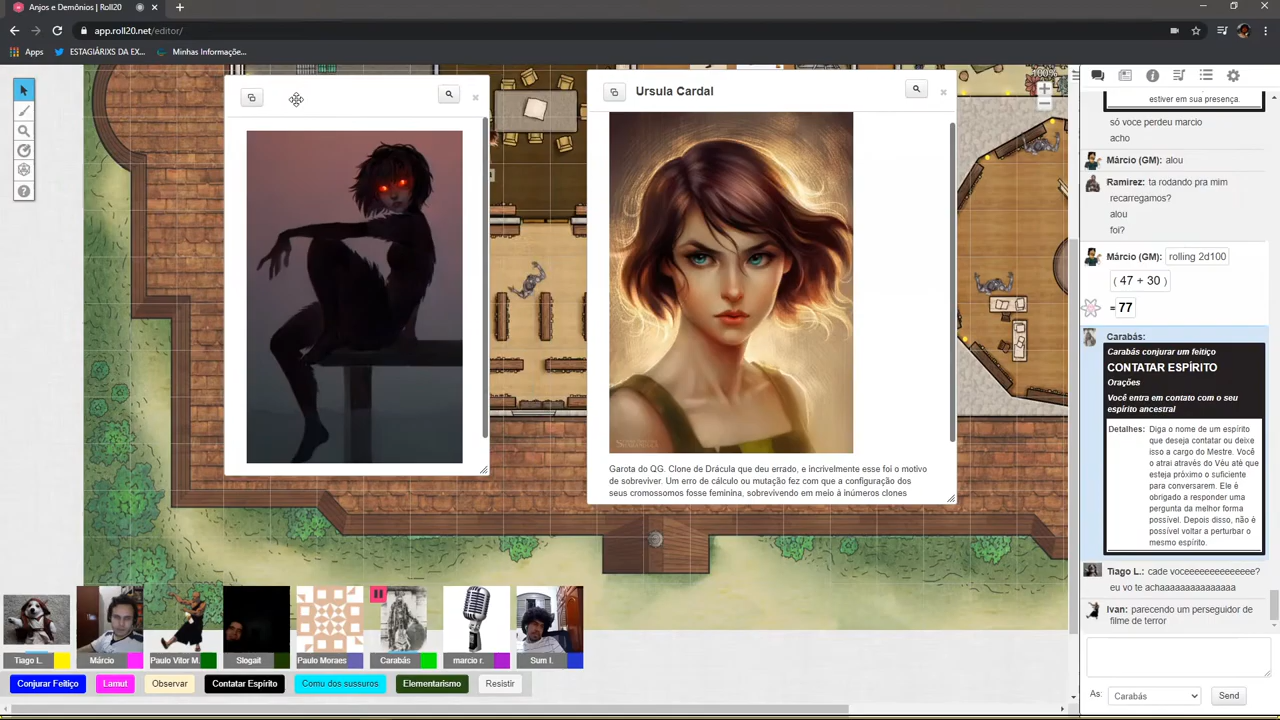 Anjos e Demônios | Roll20
app.roll20.net/editor/
Apps
ESTAGIÁRIXS DA EX...
Minhas Informaçõe...
Ursula Cardal
100%
Garota do QG. Clone de Drácula que deu errado, e incrivelmente esse foi o motivo
de sobreviver. Um erro de cálculo ou mutação fez com que a configuração dos
seus cromossomos fosse feminina, sobrevivendo em meio á inúmeros clones
estiver em sua presença.
só voce perdeu marcio
acho
Márcio (GM): alou
Ramirez: ta rodando pra mim
recarregamos?
alou
foi?
Márcio (GM): rolling 2d100
( 47 + 30 )
= 77
Carabás:
Carabás conjurar um feitiço
CONTATAR ESPÍRITO
Orações
Você entra em contato com o seu
espírito ancestral
Detalhes: Diga o nome de um espírito
que deseja contatar ou deixe
isso a cargo do Mestre. Você
o atrai através do Véu até que
esteja próximo o suficiente
para conversarem. Ele é
obrigado a responder uma
pergunta da melhor forma
possível. Depois disso, não é
possível voltar a perturbar o
mesmo espírito.
Tiago L.: cade voceeeeeeeeeeeeee?
eu vo te achaaaaaaaaaaaaaaa
Ivan: parecendo um perseguidor de
filme de terror
Tiago L.
Márcio
Paulo Vitor M.
Slogait
Paulo Moraes
Carabás
marcio r.
Sum I.
Conjurar Feitiço
Lamut
Observar
Contatar Espírito
Comu dos sussuros
Elementarismo
Resistir
As:
Carabás
Send